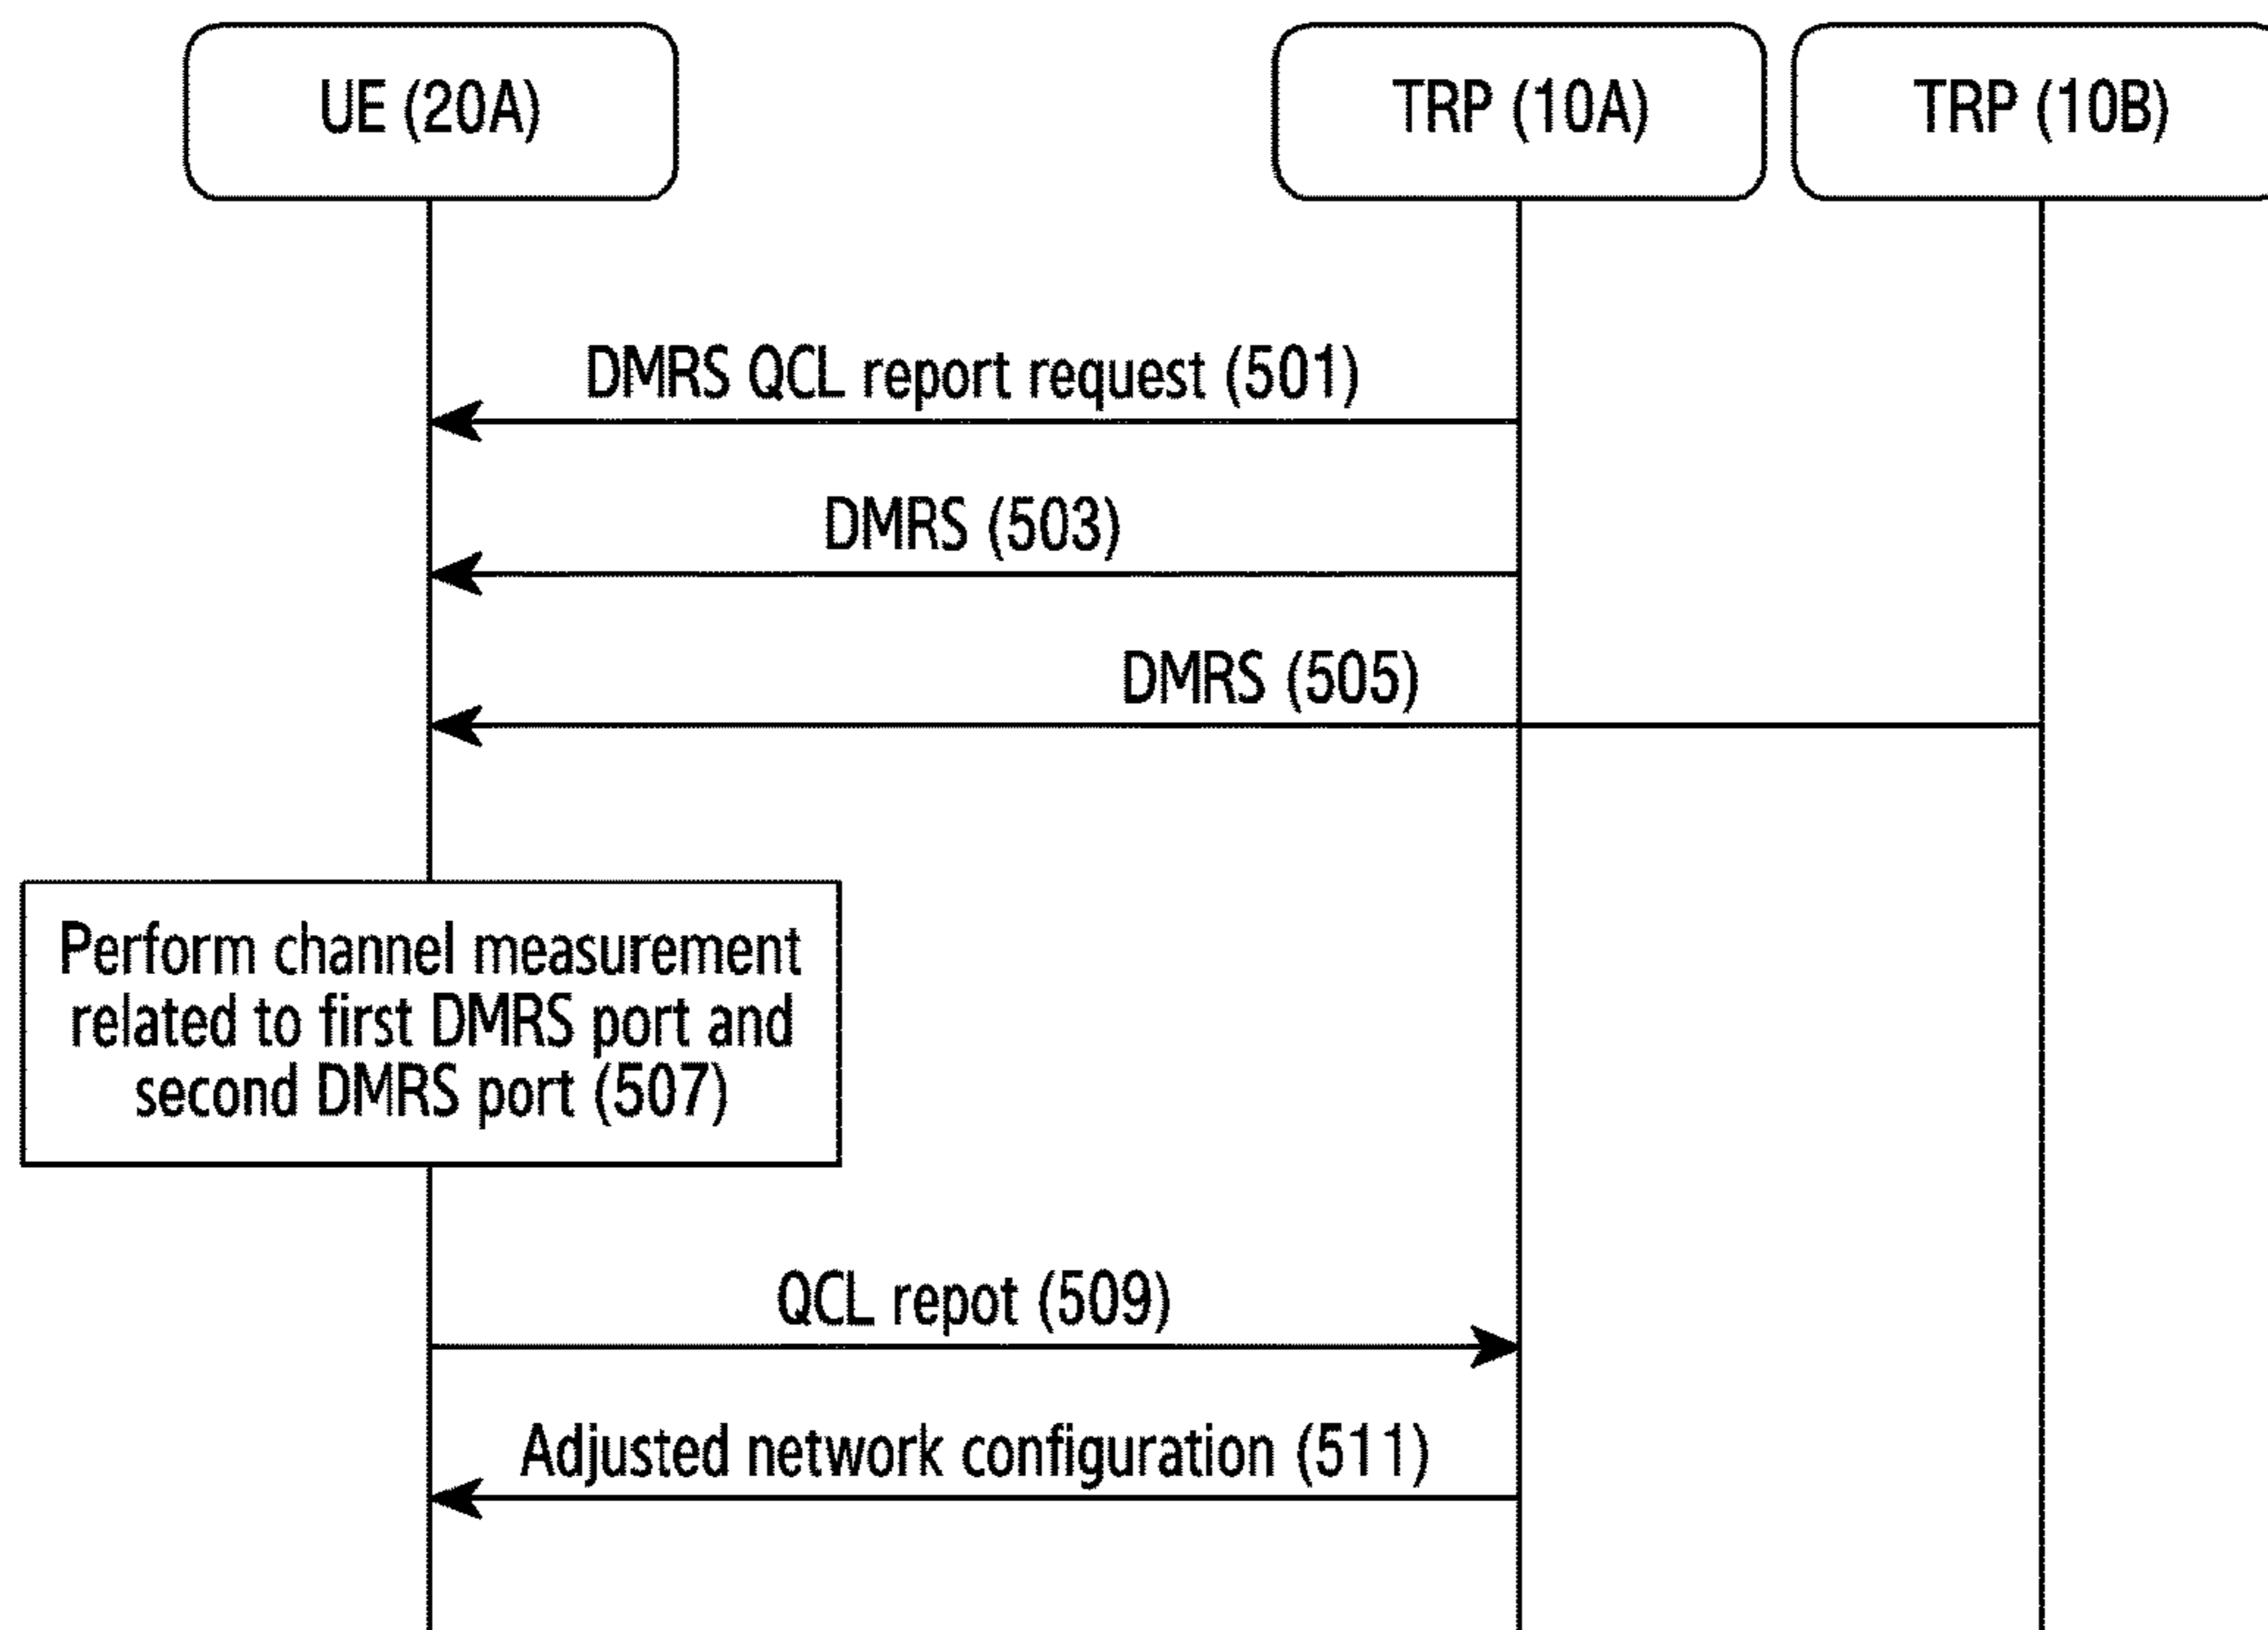 UE (20A)
TRP (10A)
TRP (10B)
DMRS QCL report request (501)
DMRS (503)
DMRS (505)
Perform channel measurement
related to first DMRS port and
second DMRS port (507)
QCL repot (509)
Adjusted network configuration (511)